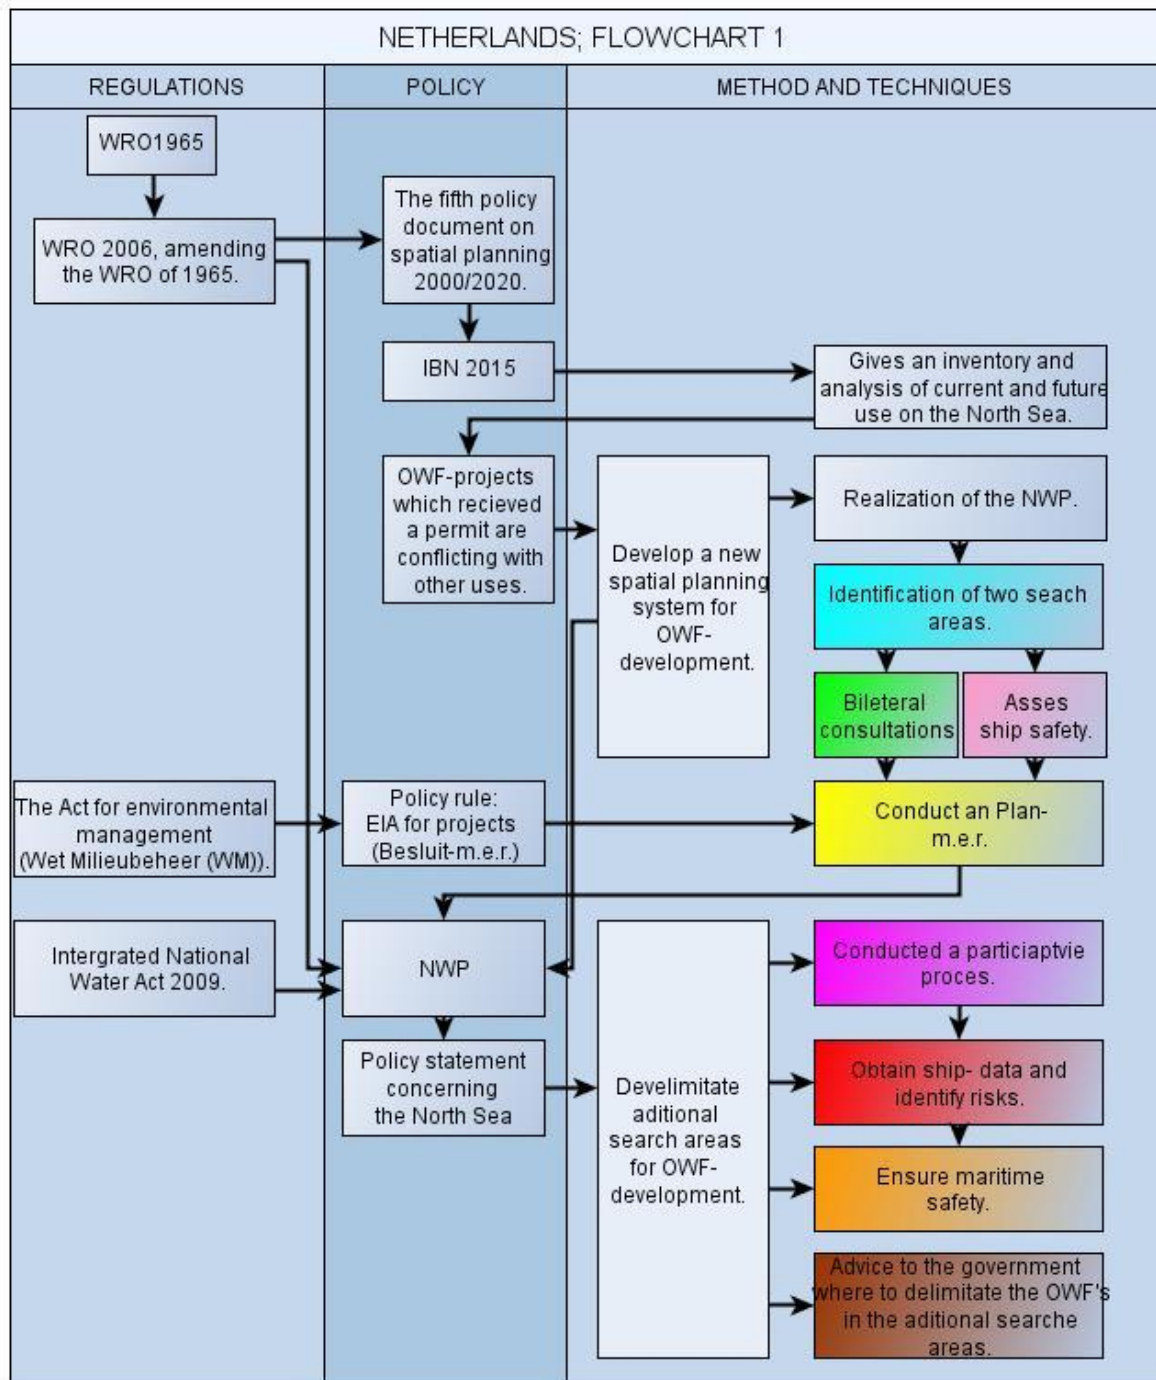 NETHERLANDS; FLOWCHART 1
REGULATIONS
POLICY
METHOD AND TECHNIQUES
WRO1965
WRO 2006, amending
the WRO of 1965.
The fifth policy
document on
spatial planning
2000/2020.
IBN 2015
Gives an inventory and
analysis of current and future
use on the North Sea.
OWF-projects
which recieved
a permit are
conflicting with
other uses.
Develop a new
spatial planning
system for
OWF-
development.
Realization of the NWP.
Identification of two seach
areas.
Bileteral
consultations
Asses
ship safety.
The Act for environmental
management
(Wet Milieubeheer (WM)).
Policy rule:
EIA for projects
(Besluit-m.e.r.)
Conduct an Plan-
m.e.r.
Intergrated National
Water Act 2009.
NWP
Policy statement
concerning
the North Sea
Develimitate
aditional
search areas
for OWF-
development.
Conducted a particiaptvie
proces.
Obtain ship- data and
identify risks.
Ensure maritime
safety.
Advice to the government
where to delimitate the OWF's
in the aditional searche
areas.